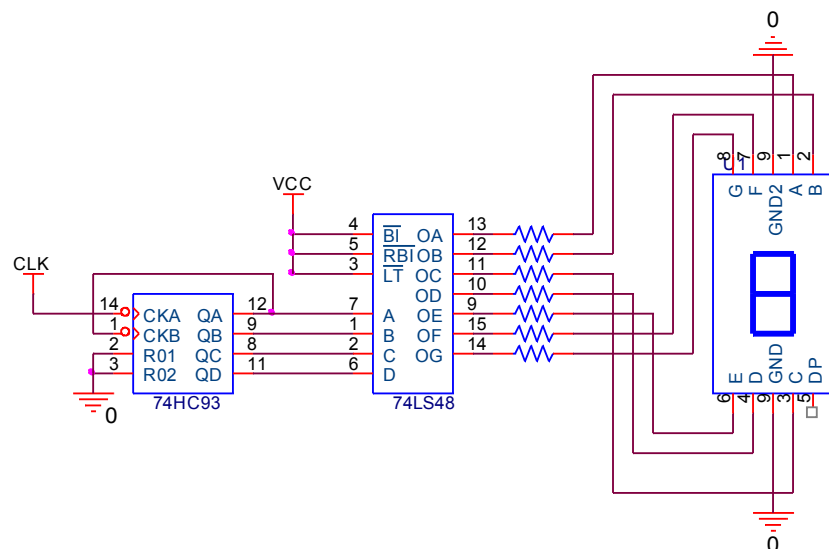 0
8 7 9 1 2
U1
G F GND2 A B
VCC
4 BI OA 13
5 RBI OB 12
3 LT OC 11
OD 10
7 A OE 9
1 B OF 15
2 C OG 14
6 D
74LS48
CLK
14 CKA QA 12
1 CKB QB 9
2 R01 QC 8
3 R02 QD 11
74HC93
0
E D GND C DP
6 4 9 3 5
0